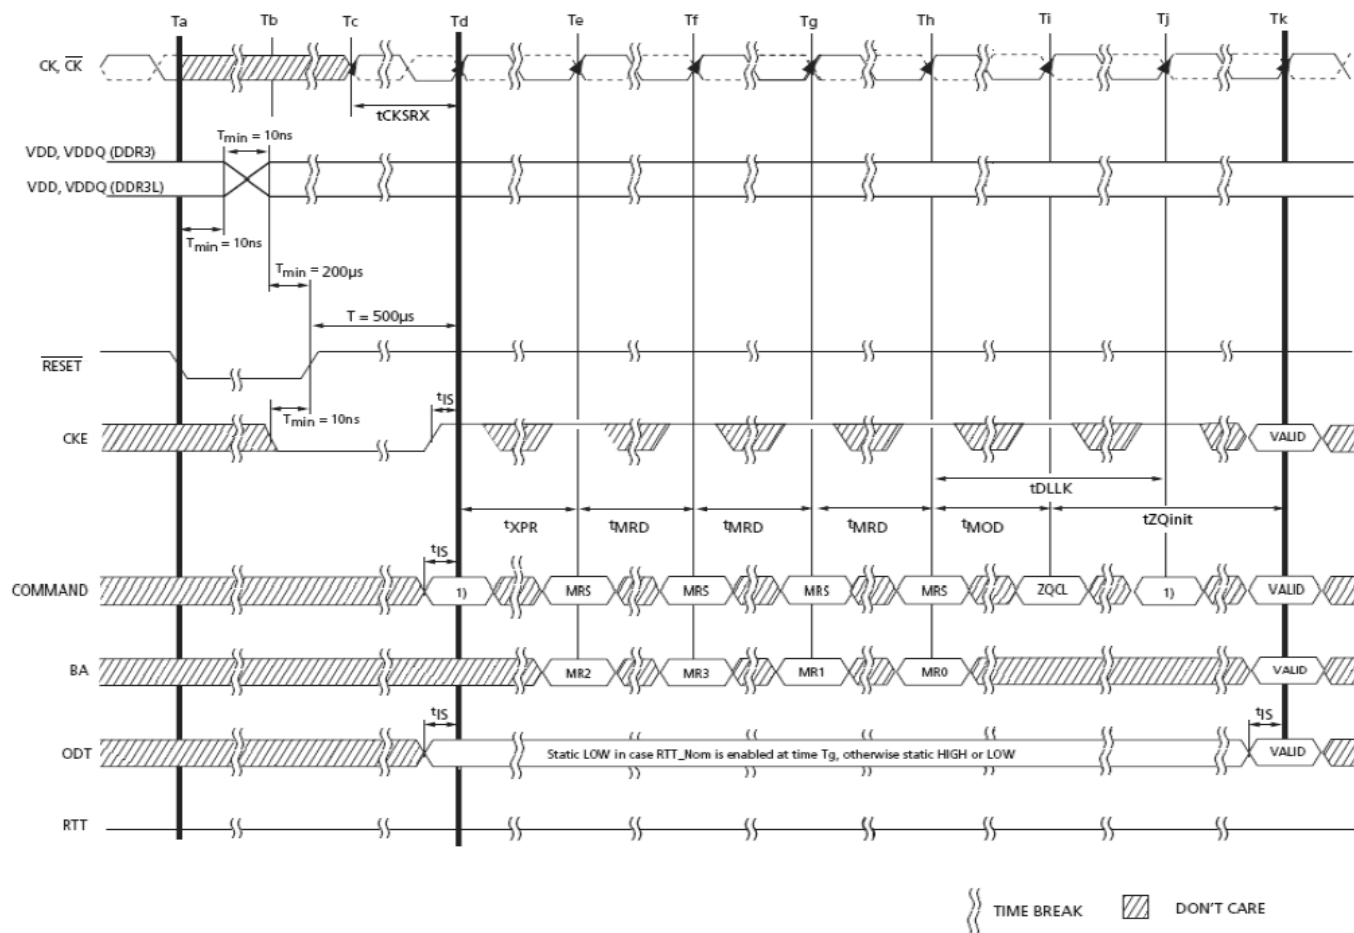 Ta Tb Tc Td Te Tf Tg Th Ti Tj Tk
CK, CK
tCKSRX
Tmin = 10ns
VDD, VDDQ (DDR3)
VDD, VDDQ (DDR3L)
Tmin = 10ns
Tmin = 200µs
T = 500µs
RESET
tIS
Tmin = 10ns
CKE
VALID
tDLLK
tXPR tMRD tMRD tMRD tMOD tZQinit
tIS
COMMAND 1) MRS MRS MRS MRS ZQCL 1) VALID
BA MR2 MR3 MR1 MR0 VALID
tIS tIS
ODT Static LOW in case RTT_Nom is enabled at time Tg, otherwise static HIGH or LOW VALID
RTT
TIME BREAK DON'T CARE